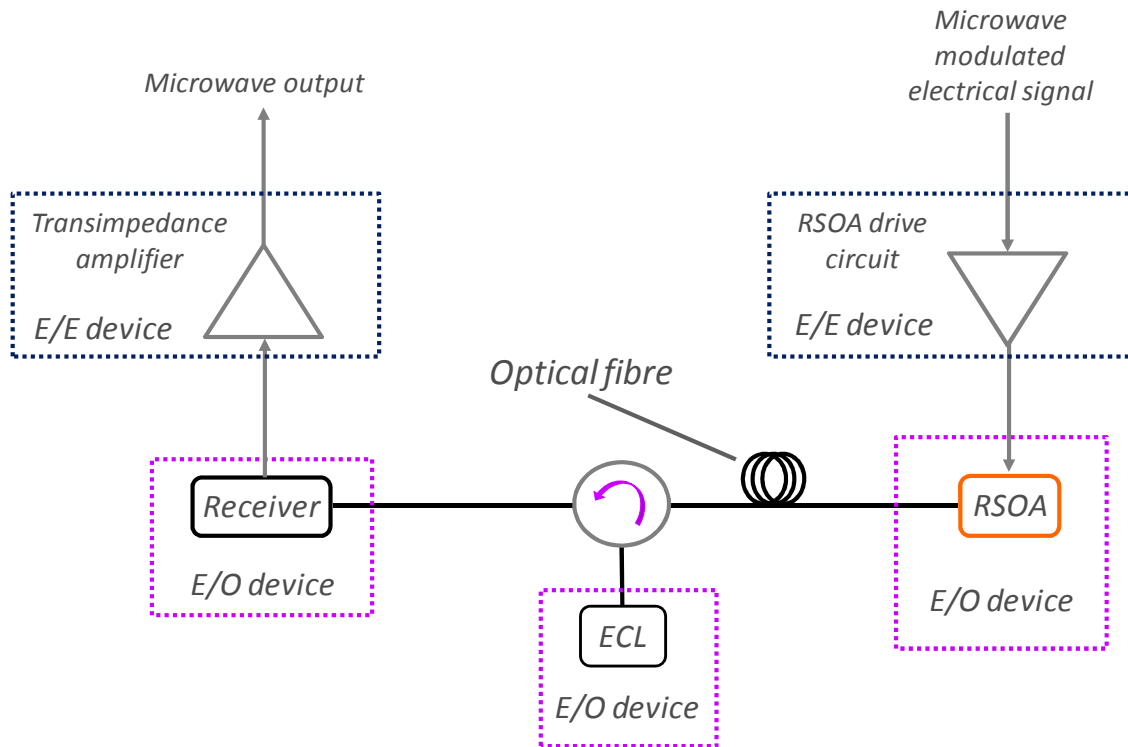 Microwave output
Transimpedance
amplifier
E/E device
Microwave
modulated
electrical signal
RSOA drive
circuit
E/E device
Optical fibre
Receiver
E/O device
ECL
E/O device
RSOA
E/O device